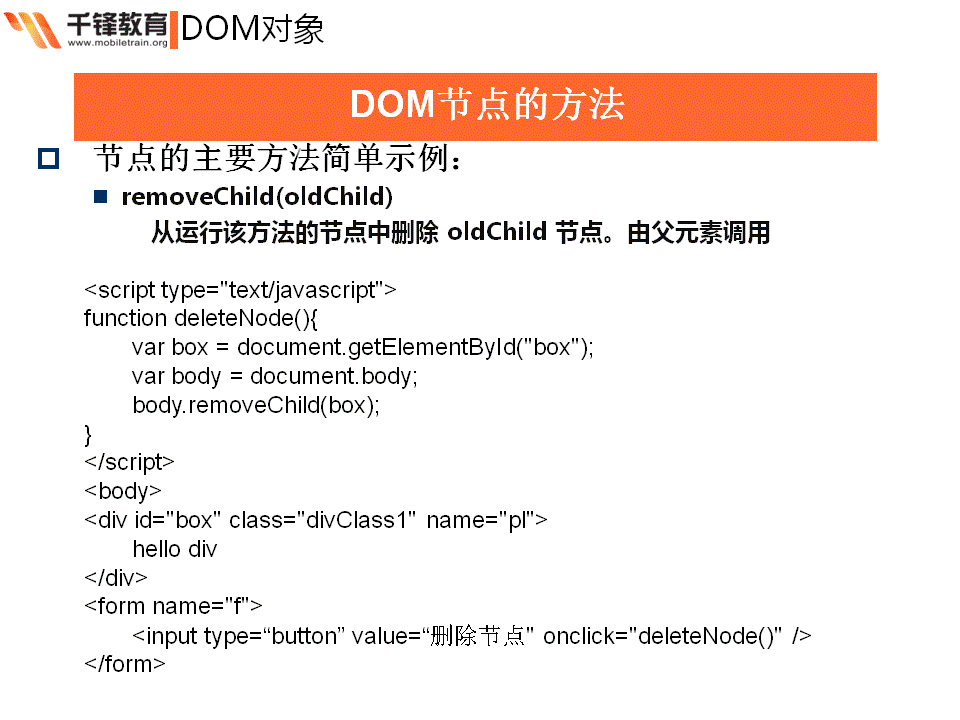 千锋教育
www.mobiletrain.org
DOM对象
DOM节点的方法
节点的主要方法简单示例：
removeChild(oldChild)
从运行该方法的节点中删除 oldChild 节点。由父元素调用
<script type="text/javascript">
function deleteNode(){
var box = document.getElementById("box");
var body = document.body;
body.removeChild(box);
}
</script>
<body>
<div id="box" class="divClass1" name="pl">
hello div
</div>
<form name="f">
<input type=“button” value=“删除节点" onclick="deleteNode()" />
</form>